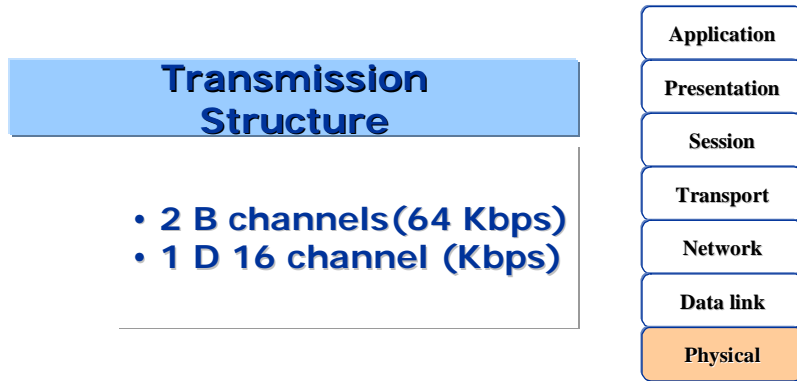 Transmission
Structure
• 2 B channels(64 Kbps)
• 1 D 16 channel (Kbps)
Application
Presentation
Session
Transport
Network
Data link
Physical